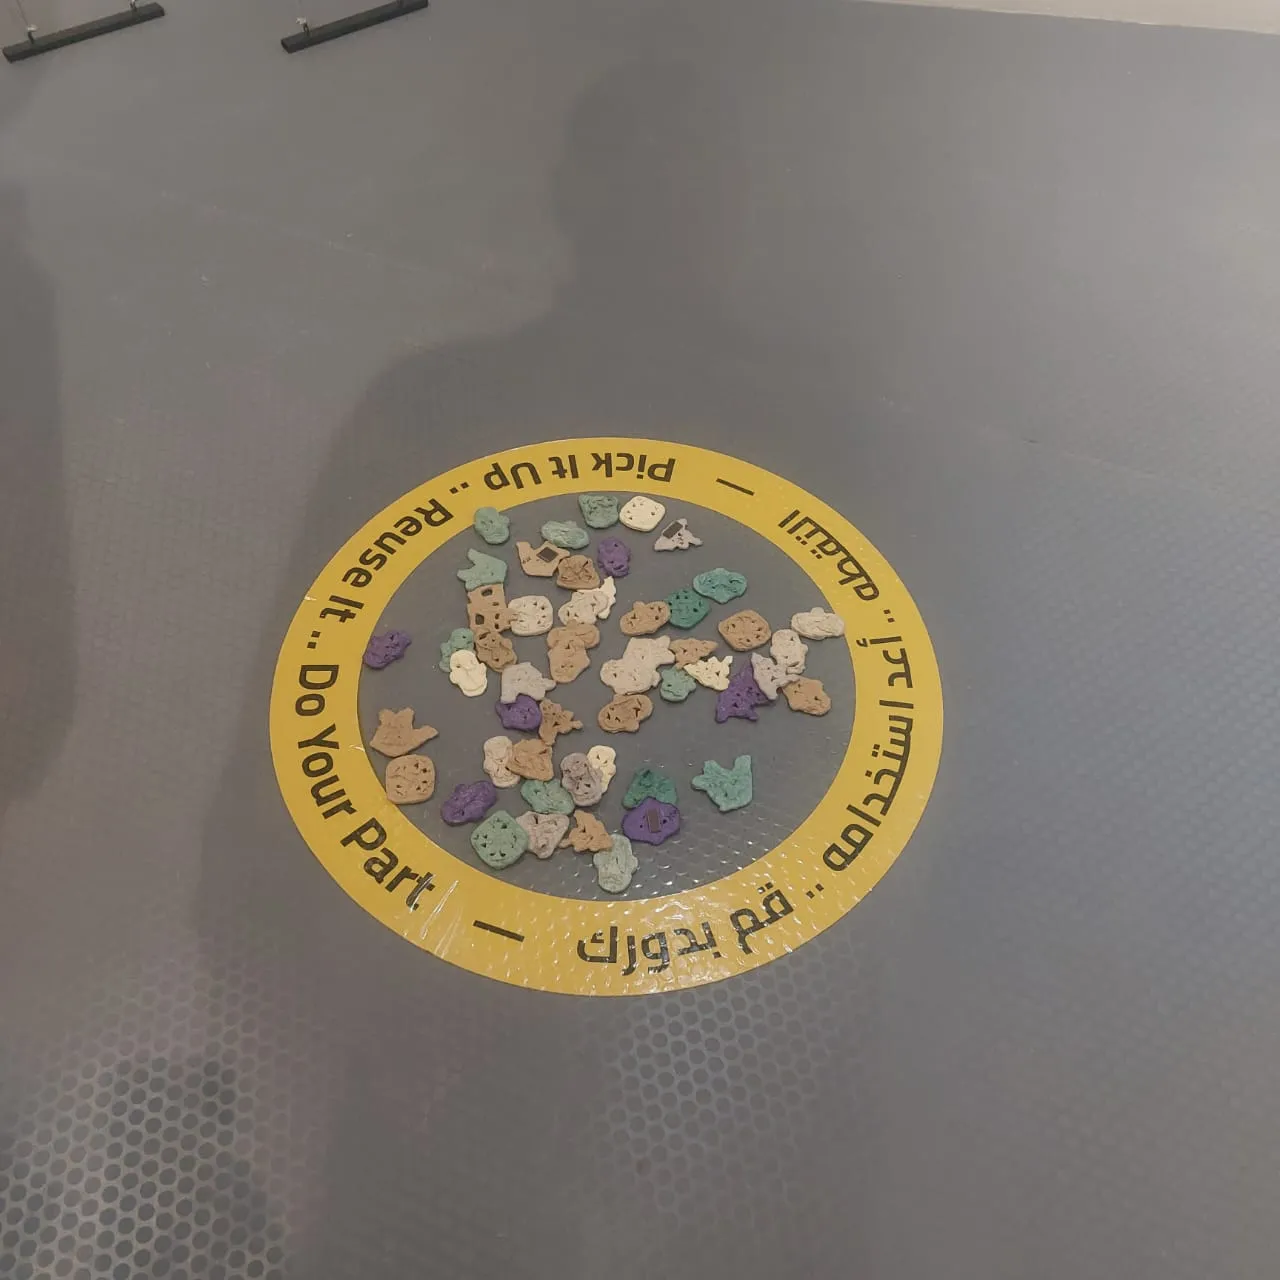 Pick It Up .. Reuse It .. Do Your Part —
التقطه .. أعد استخدامه .. قم بدورك —